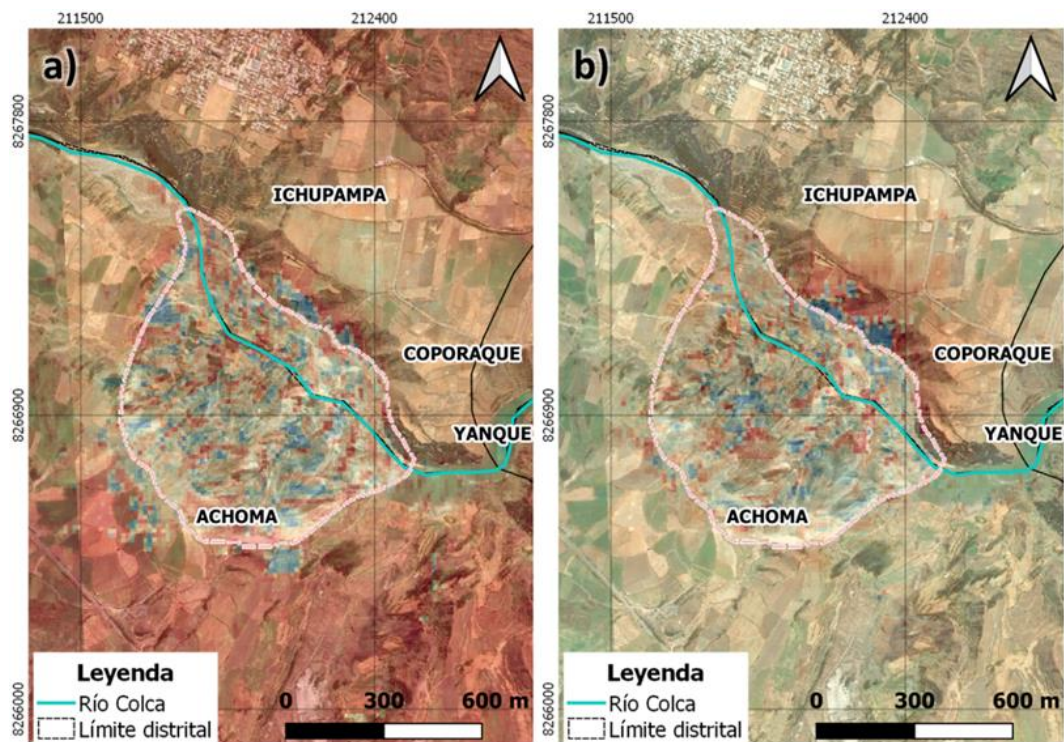 211500
212400
211500
212400
a)
b)
8267800
8267800
ICHUPAMPA
ICHUPAMPA
COPORAQUE
COPORAQUE
8266900
8266900
YANQUE
YANQUE
ACHOMA
ACHOMA
Leyenda
Río Colca
Límite distrital
0 300 600 m
Leyenda
Río Colca
Límite distrital
0 300 600 m
8266000
8266000